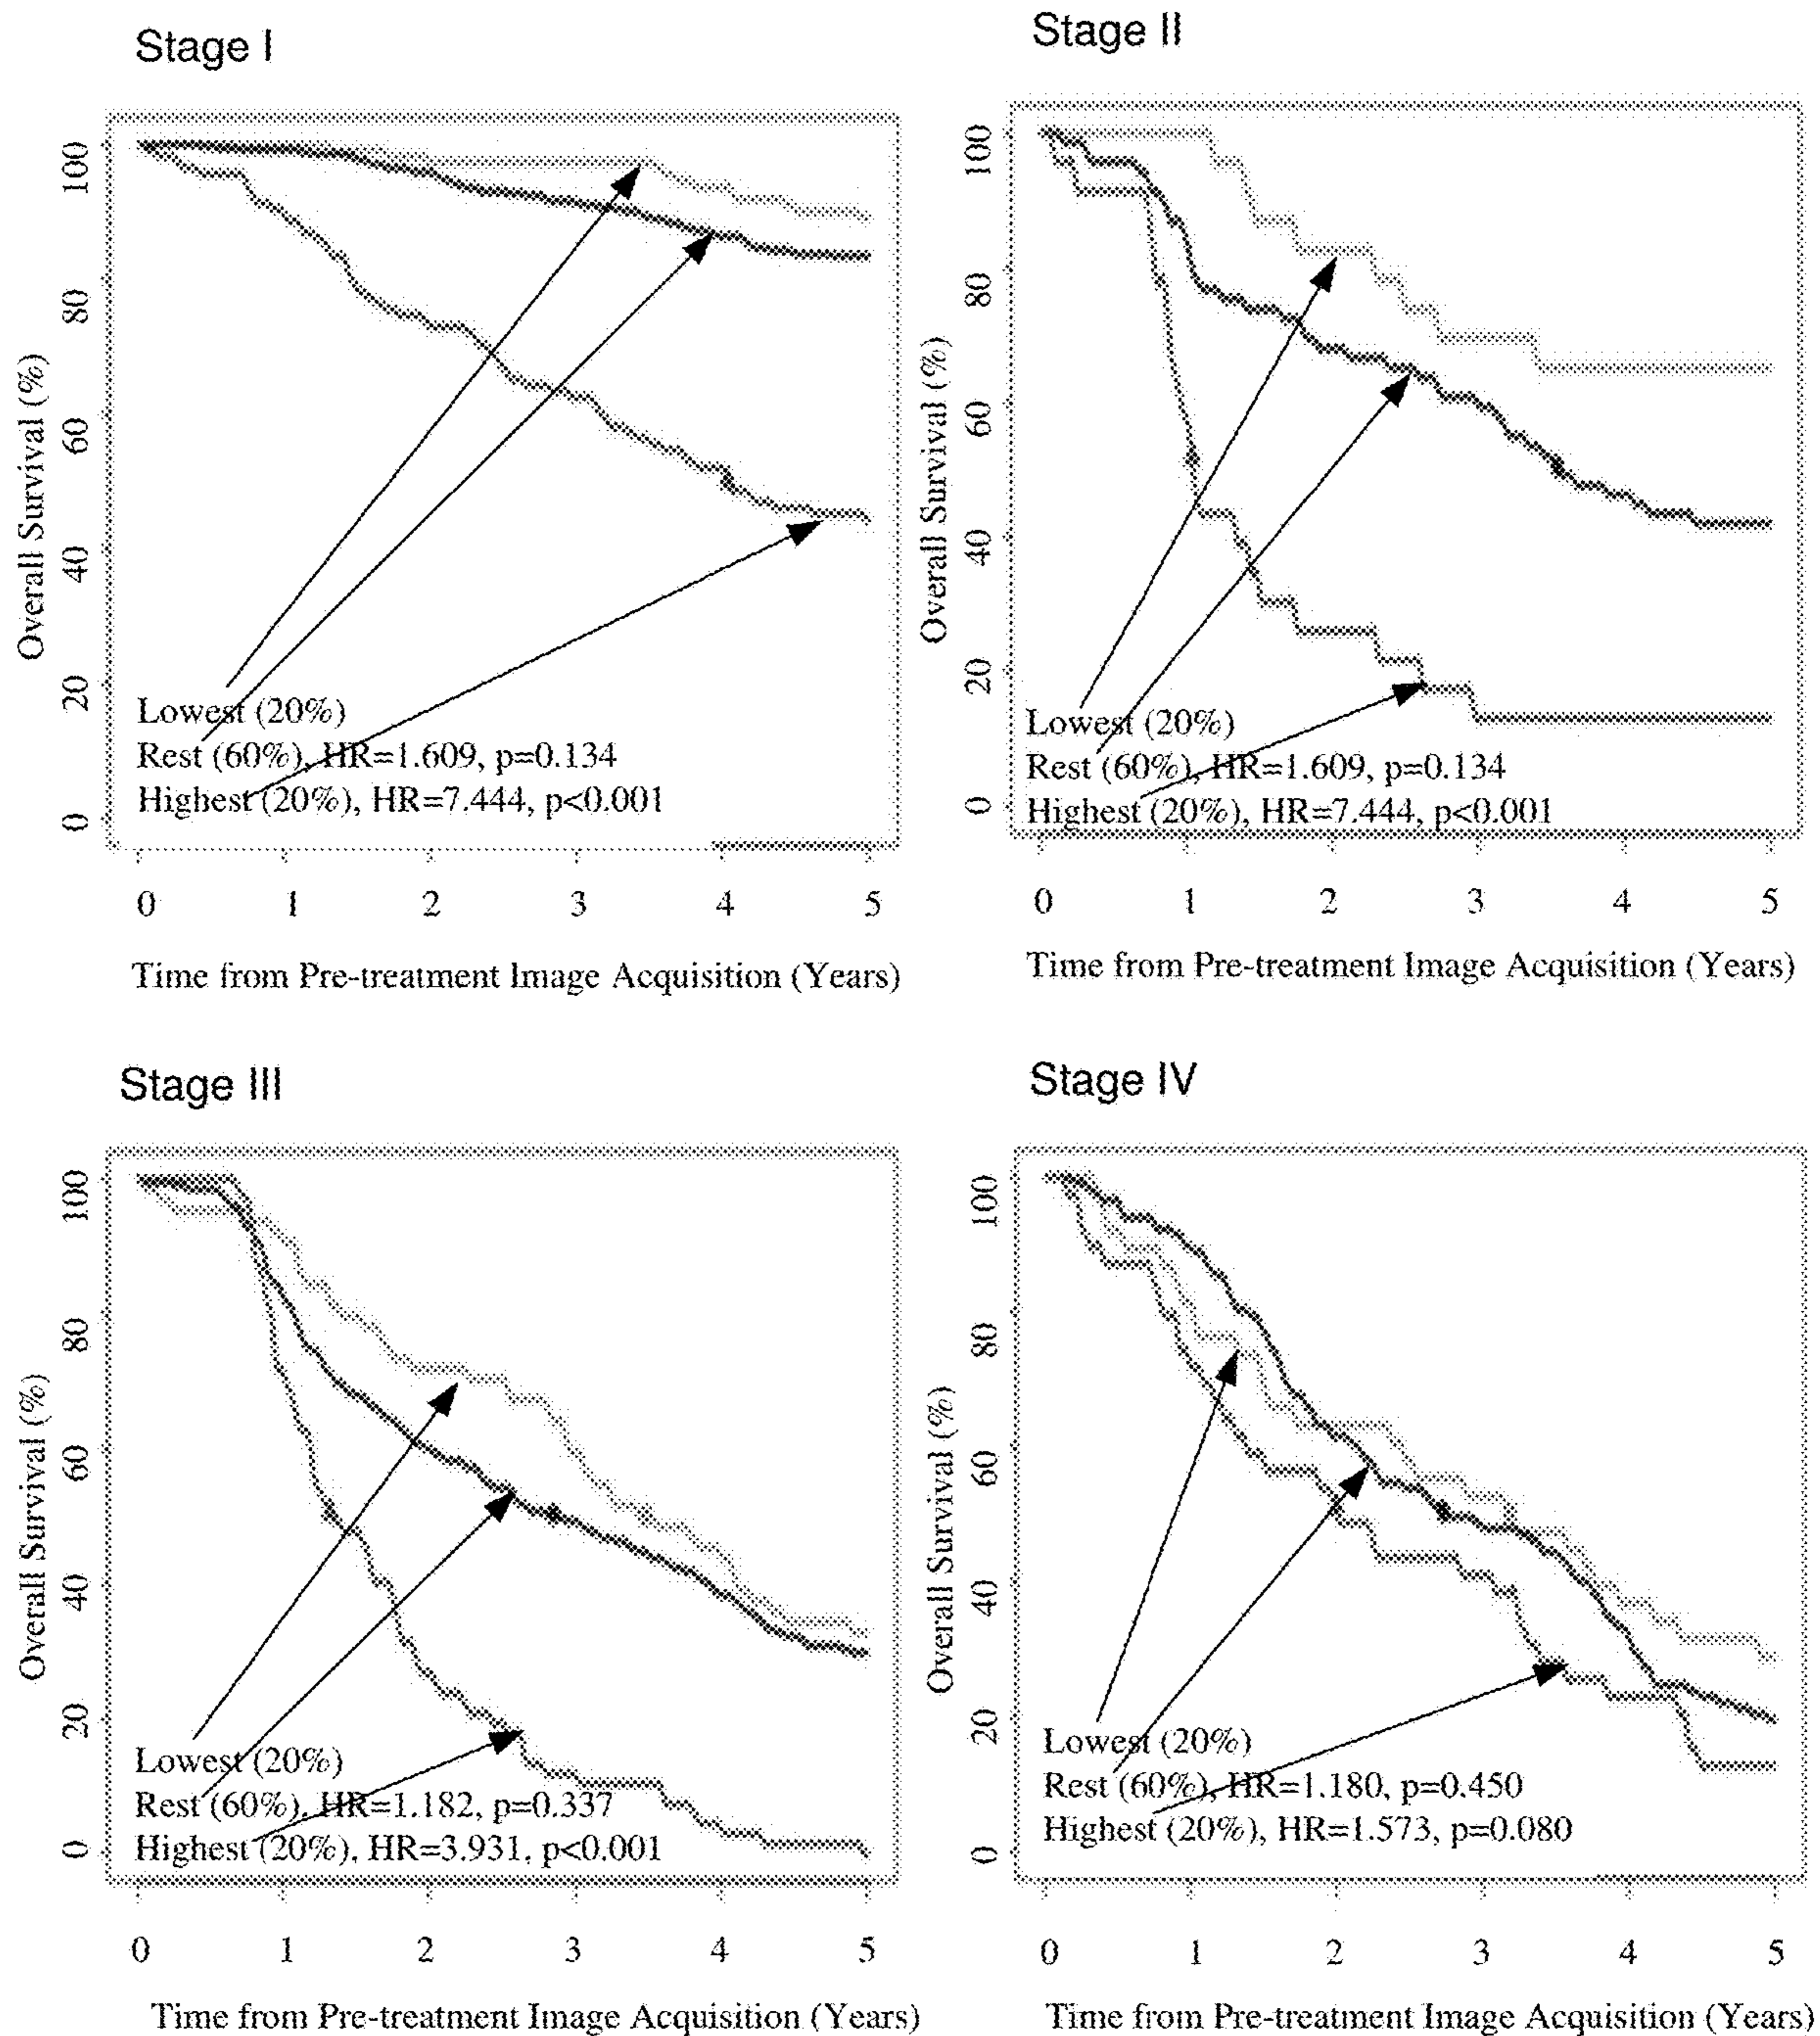 Stage I
Overall Survival (%)
100
80
60
40
20
0
Lowest (20%)
Rest (60%), HR=1.609, p=0.134
Highest (20%), HR=7.444, p<0.001
0 1 2 3 4 5
Time from Pre-treatment Image Acquisition (Years)
Stage II
Overall Survival (%)
100
80
60
40
20
0
Lowest (20%)
Rest (60%), HR=1.609, p=0.134
Highest (20%), HR=7.444, p<0.001
0 1 2 3 4 5
Time from Pre-treatment Image Acquisition (Years)
Stage III
Overall Survival (%)
100
80
60
40
20
0
Lowest (20%)
Rest (60%), HR=1.182, p=0.337
Highest (20%), HR=3.931, p<0.001
0 1 2 3 4 5
Time from Pre-treatment Image Acquisition (Years)
Stage IV
Overall Survival (%)
100
80
60
40
20
0
Lowest (20%)
Rest (60%), HR=1.180, p=0.450
Highest (20%), HR=1.573, p=0.080
0 1 2 3 4 5
Time from Pre-treatment Image Acquisition (Years)